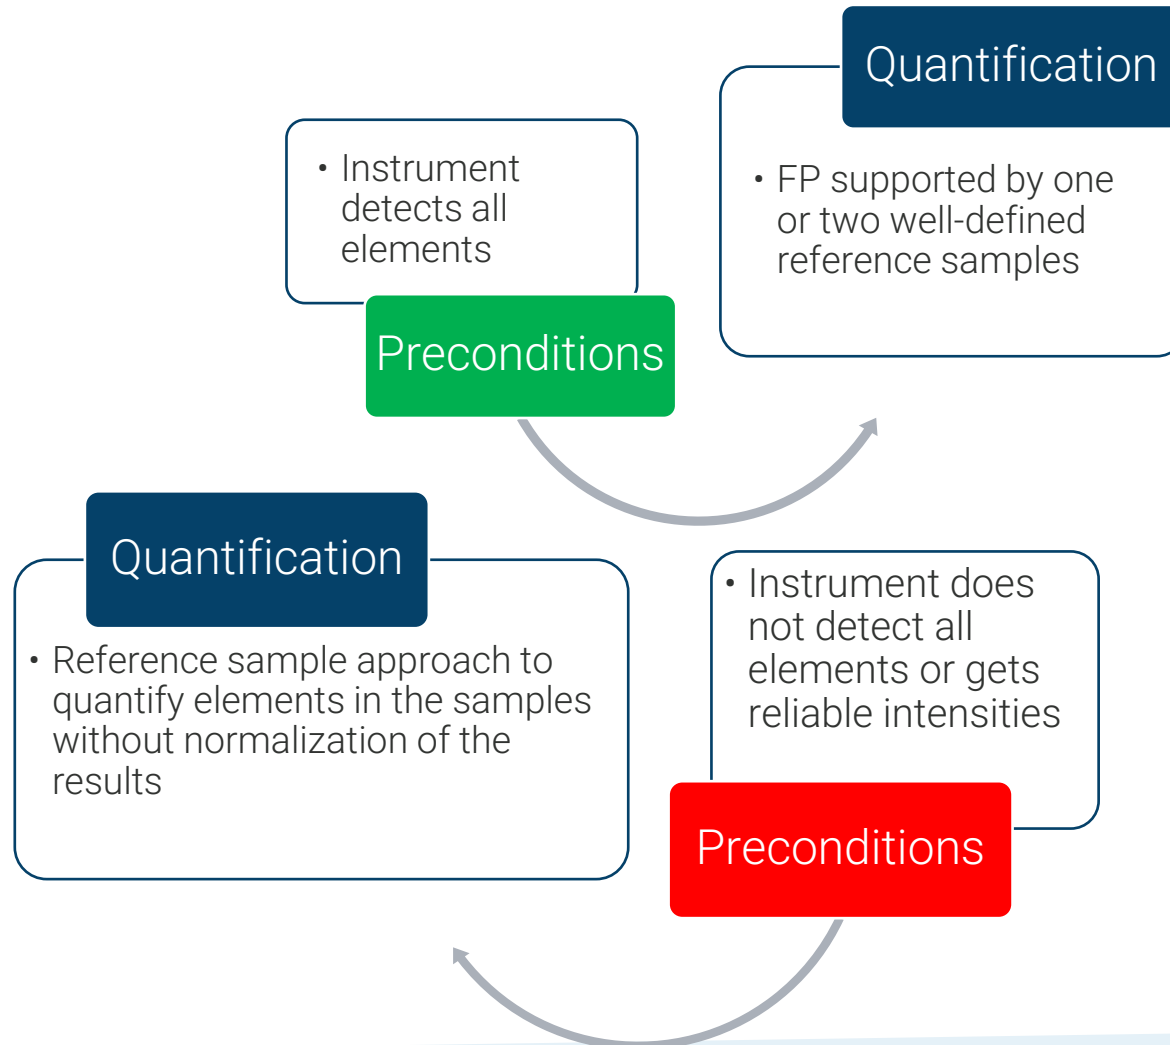 Quantification
• Instrument
detects all
elements
• FP supported by one
or two well-defined
reference samples
Preconditions
Quantification
• Instrument does
not detect all
elements or gets
reliable intensities
• Reference sample approach to
quantify elements in the samples
without normalization of the
results
Preconditions